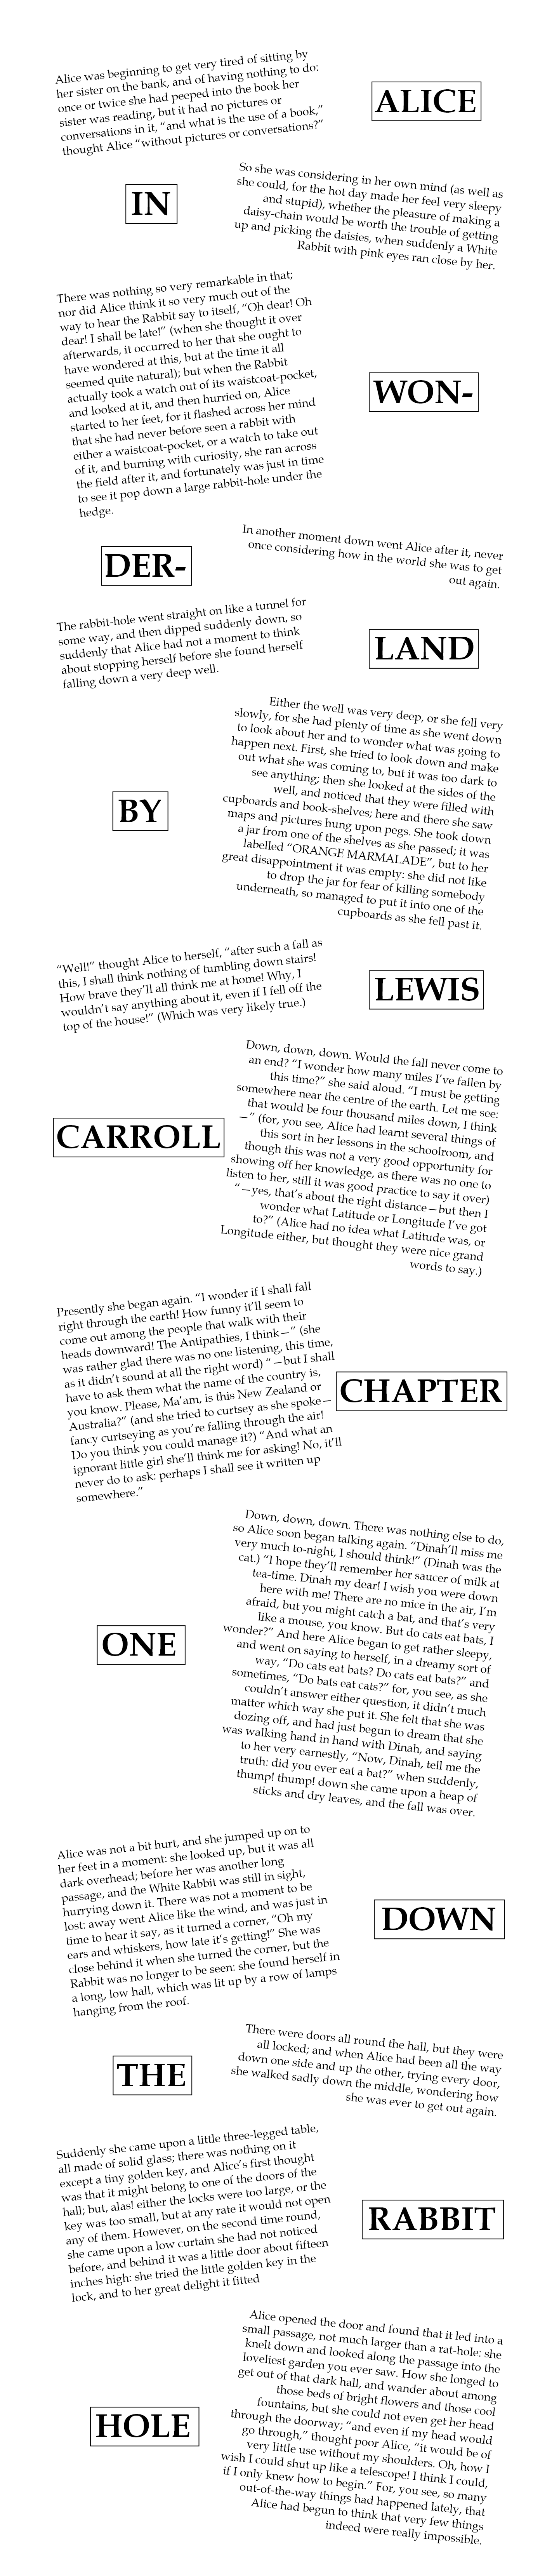 Alice was beginning to get very tired of sitting by
her sister on the bank, and of having nothing to do:
once or twice she had peeped into the book her
sister was reading, but it had no pictures or
conversations in it, “and what is the use of a book,”
thought Alice “without pictures or conversations?”
ALICE
IN
So she was considering in her own mind (as well as
she could, for the hot day made her feel very sleepy
and stupid), whether the pleasure of making a
daisy-chain would be worth the trouble of getting
up and picking the daisies, when suddenly a White
Rabbit with pink eyes ran close by her.
There was nothing so very remarkable in that;
nor did Alice think it so very much out of the
way to hear the Rabbit say to itself, “Oh dear! Oh
dear! I shall be late!” (when she thought it over
afterwards, it occurred to her that she ought to
have wondered at this, but at the time it all
seemed quite natural); but when the Rabbit
actually took a watch out of its waistcoat-pocket,
and looked at it, and then hurried on, Alice
started to her feet, for it flashed across her mind
that she had never before seen a rabbit with
either a waistcoat-pocket, or a watch to take out
of it, and burning with curiosity, she ran across
the field after it, and fortunately was just in time
to see it pop down a large rabbit-hole under the
hedge.
WON-
DER-
In another moment down went Alice after it, never
once considering how in the world she was to get
out again.
The rabbit-hole went straight on like a tunnel for
some way, and then dipped suddenly down, so
suddenly that Alice had not a moment to think
about stopping herself before she found herself
falling down a very deep well.
LAND
BY
Either the well was very deep, or she fell very
slowly, for she had plenty of time as she went down
to look about her and to wonder what was going to
happen next. First, she tried to look down and make
out what she was coming to, but it was too dark to
see anything; then she looked at the sides of the
well, and noticed that they were filled with
cupboards and book-shelves; here and there she saw
maps and pictures hung upon pegs. She took down
a jar from one of the shelves as she passed; it was
labelled “ORANGE MARMALADE”, but to her
great disappointment it was empty: she did not like
to drop the jar for fear of killing somebody
underneath, so managed to put it into one of the
cupboards as she fell past it.
“Well!” thought Alice to herself, “after such a fall as
this, I shall think nothing of tumbling down stairs!
How brave they’ll all think me at home! Why, I
wouldn’t say anything about it, even if I fell off the
top of the house!” (Which was very likely true.)
LEWIS
CARROLL
Down, down, down. Would the fall never come to
an end? “I wonder how many miles I’ve fallen by
this time?” she said aloud. “I must be getting
somewhere near the centre of the earth. Let me see:
that would be four thousand miles down, I think
—” (for, you see, Alice had learnt several things of
this sort in her lessons in the schoolroom, and
though this was not a very good opportunity for
showing off her knowledge, as there was no one to
listen to her, still it was good practice to say it over)
“—yes, that’s about the right distance—but then I
wonder what Latitude or Longitude I’ve got
to?” (Alice had no idea what Latitude was, or
Longitude either, but thought they were nice grand
words to say.)
Presently she began again. “I wonder if I shall fall
right through the earth! How funny it’ll seem to
come out among the people that walk with their
heads downward! The Antipathies, I think—” (she
was rather glad there was no one listening, this time,
as it didn’t sound at all the right word) “—but I shall
have to ask them what the name of the country is,
you know. Please, Ma’am, is this New Zealand or
Australia?” (and she tried to curtsey as she spoke—
fancy curtseying as you’re falling through the air!
Do you think you could manage it?) “And what an
ignorant little girl she’ll think me for asking! No, it’ll
never do to ask: perhaps I shall see it written up
somewhere.”
CHAPTER
ONE
Down, down, down. There was nothing else to do,
so Alice soon began talking again. “Dinah’ll miss me
very much to-night, I should think!” (Dinah was the
cat.) “I hope they’ll remember her saucer of milk at
tea-time. Dinah my dear! I wish you were down
here with me! There are no mice in the air, I’m
afraid, but you might catch a bat, and that’s very
like a mouse, you know. But do cats eat bats, I
wonder?” And here Alice began to get rather sleepy,
and went on saying to herself, in a dreamy sort of
way, “Do cats eat bats? Do cats eat bats?” and
sometimes, “Do bats eat cats?” for, you see, as she
couldn’t answer either question, it didn’t much
matter which way she put it. She felt that she was
dozing off, and had just begun to dream that she
was walking hand in hand with Dinah, and saying
to her very earnestly, “Now, Dinah, tell me the
truth: did you ever eat a bat?” when suddenly,
thump! thump! down she came upon a heap of
sticks and dry leaves, and the fall was over.
Alice was not a bit hurt, and she jumped up on to
her feet in a moment: she looked up, but it was all
dark overhead; before her was another long
passage, and the White Rabbit was still in sight,
hurrying down it. There was not a moment to be
lost: away went Alice like the wind, and was just in
time to hear it say, as it turned a corner, “Oh my
ears and whiskers, how late it’s getting!” She was
close behind it when she turned the corner, but the
Rabbit was no longer to be seen: she found herself in
a long, low hall, which was lit up by a row of lamps
hanging from the roof.
DOWN
THE
There were doors all round the hall, but they were
all locked; and when Alice had been all the way
down one side and up the other, trying every door,
she walked sadly down the middle, wondering how
she was ever to get out again.
Suddenly she came upon a little three-legged table,
all made of solid glass; there was nothing on it
except a tiny golden key, and Alice’s first thought
was that it might belong to one of the doors of the
hall; but, alas! either the locks were too large, or the
key was too small, but at any rate it would not open
any of them. However, on the second time round,
she came upon a low curtain she had not noticed
before, and behind it was a little door about fifteen
inches high: she tried the little golden key in the
lock, and to her great delight it fitted
RABBIT
HOLE
Alice opened the door and found that it led into a
small passage, not much larger than a rat-hole: she
knelt down and looked along the passage into the
loveliest garden you ever saw. How she longed to
get out of that dark hall, and wander about among
those beds of bright flowers and those cool
fountains, but she could not even get her head
through the doorway; “and even if my head would
go through,” thought poor Alice, “it would be of
very little use without my shoulders. Oh, how I
wish I could shut up like a telescope! I think I could,
if I only knew how to begin.” For, you see, so many
out-of-the-way things had happened lately, that
Alice had begun to think that very few things
indeed were really impossible.